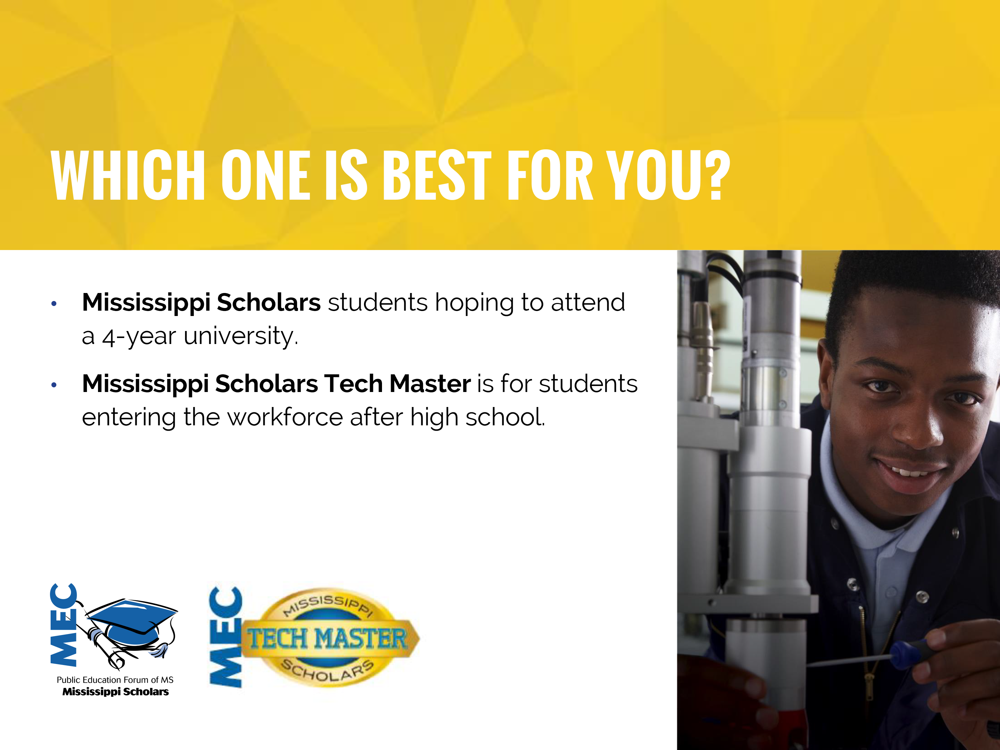 WHICH ONE IS BEST FOR YOU?
• Mississippi Scholars students hoping to attend
a 4-year university.
• Mississippi Scholars Tech Master is for students
entering the workforce after high school.
MEC
Public Education Forum of MS
Mississippi Scholars
MEC
MISSISSIPPI
TECH MASTER
SCHOLARS